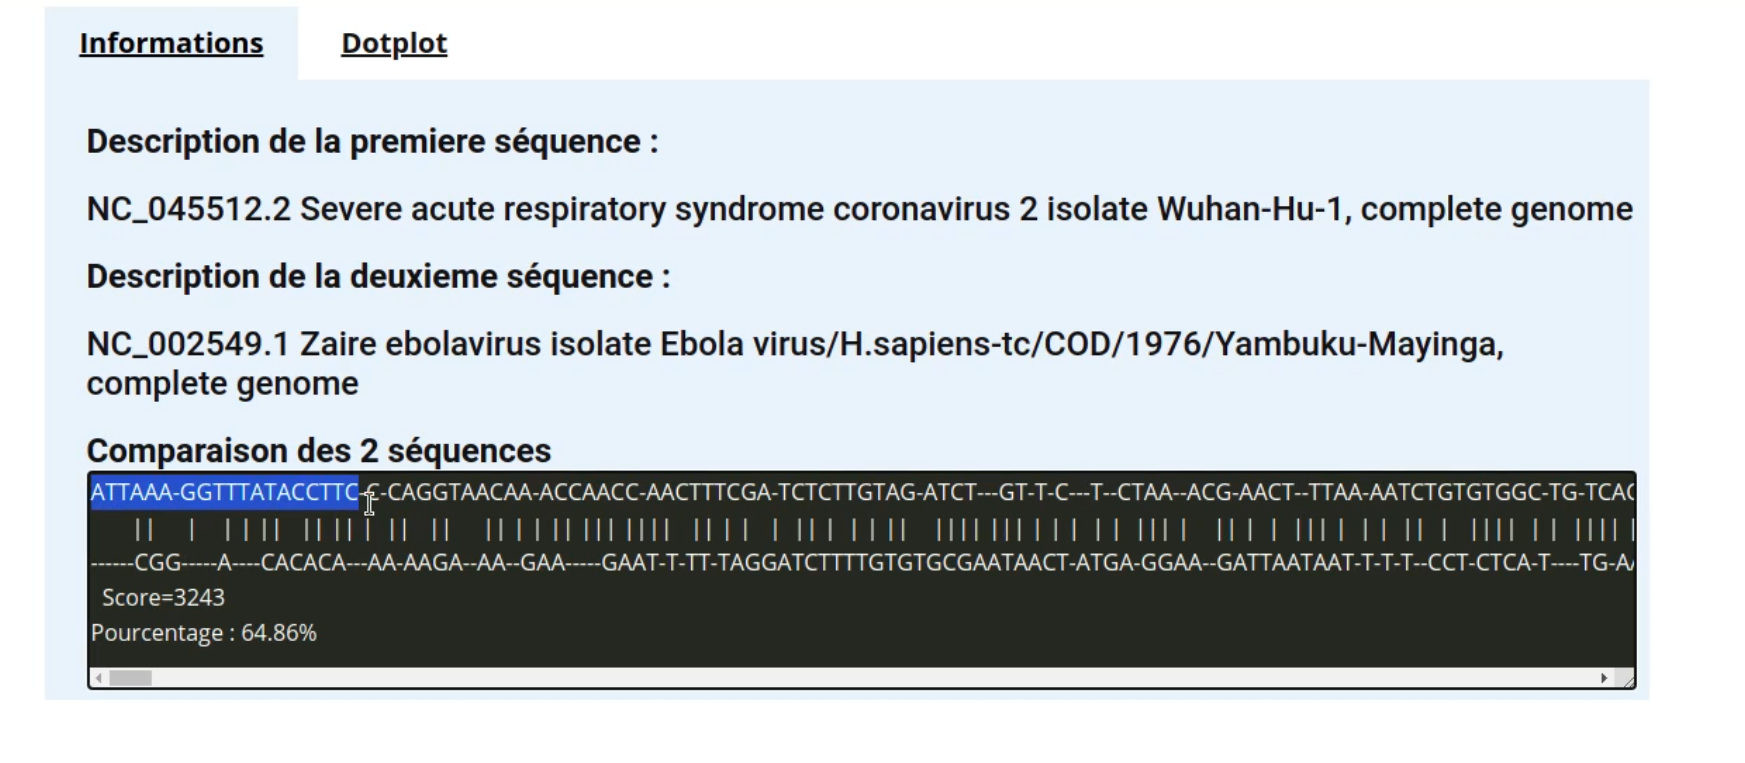 Informations Dotplot
Description de la premiere séquence :
NC_045512.2 Severe acute respiratory syndrome coronavirus 2 isolate Wuhan-Hu-1, complete genome
Description de la deuxieme séquence :
NC_002549.1 Zaire ebolavirus isolate Ebola virus/H.sapiens-tc/COD/1976/Yambuku-Mayinga,
complete genome
Comparaison des 2 séquences
ATTAAA-GGTTTATACCTTC-C-CAGGTAACAA-ACCAACC-AACTTTCGA-TCTCTTGTAG-ATCT---GT-T-C---T--CTAA--ACG-AACT--TTAA-AATCTGTGTGGC-TG-TCAC
|| | || || || || | || || || | | || ||| |||| || | | | || | | | || |||| ||| | | | | ||| | || | | ||| | | | || | |||| | | ||| |
------CGG-----A----CACACA---AA-AAGA--AA--GAA-----GAAT-T-TT-TAGGATCTTTTGTGTGCGAATAACT-ATGA-GGAA--GATTAATAAT-T-T-T--CCT-CTCA-T----TG-AA
Score=3243
Pourcentage : 64.86%